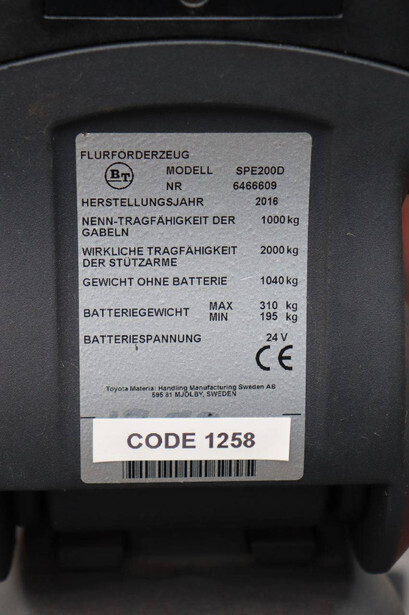 FLURFÖRDERZEUG
BT MODELL SPE200D
NR 6466609
HERSTELLUNGSJAHR 2016
NENN-TRAGFÄHIGKEIT DER GABELN 1000 kg
WIRKLICHE TRAGFÄHIGKEIT DER STÜTZARME 2000 kg
GEWICHT OHNE BATTERIE 1040 kg
BATTERIEGEWICHT MAX 310 kg
MIN 195 kg
BATTERIESPANNUNG 24 V
CE
Toyota Material Handling Manufacturing Sweden AB
595 81 MJÖLBY, SWEDEN
CODE 1258